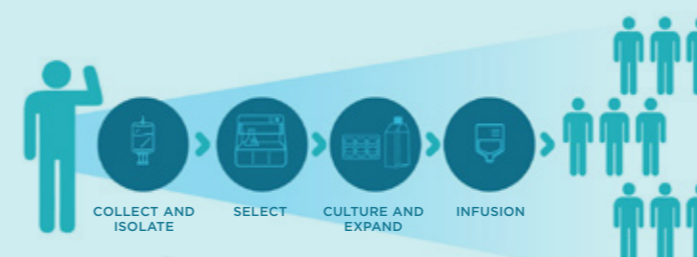 COLLECT AND
ISOLATE
SELECT
CULTURE AND
EXPAND
INFUSION